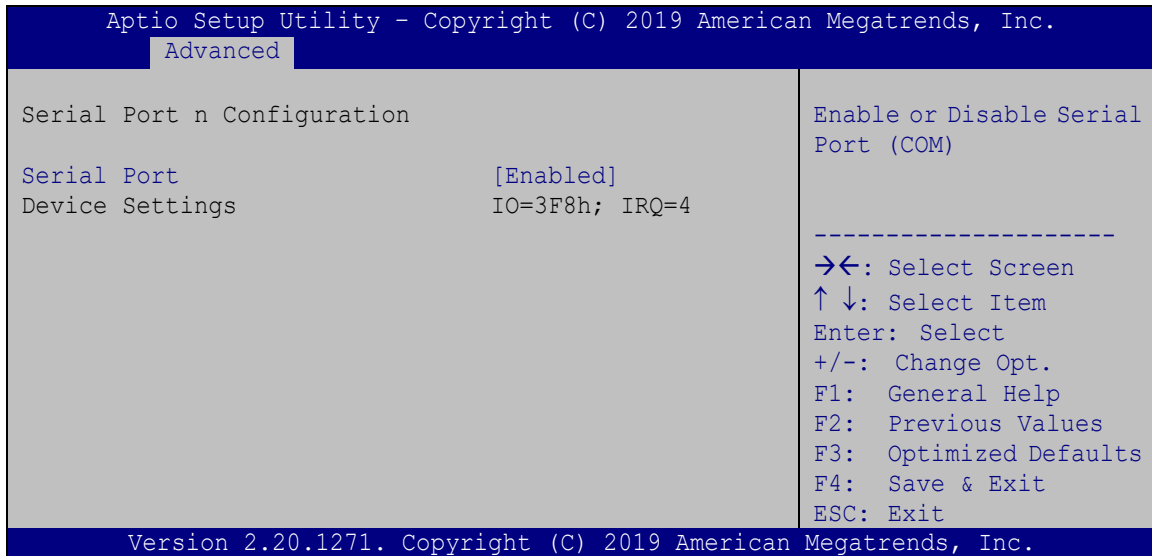 Aptio Setup Utility – Copyright (C) 2019 American Megatrends, Inc.
Advanced
Serial Port n Configuration
Serial Port [Enabled]
Device Settings IO=3F8h; IRQ=4
Enable or Disable Serial
Port (COM)
---------------------
→←: Select Screen
↑ ↓: Select Item
Enter: Select
+/-: Change Opt.
F1: General Help
F2: Previous Values
F3: Optimized Defaults
F4: Save & Exit
ESC: Exit
Version 2.20.1271. Copyright (C) 2019 American Megatrends, Inc.